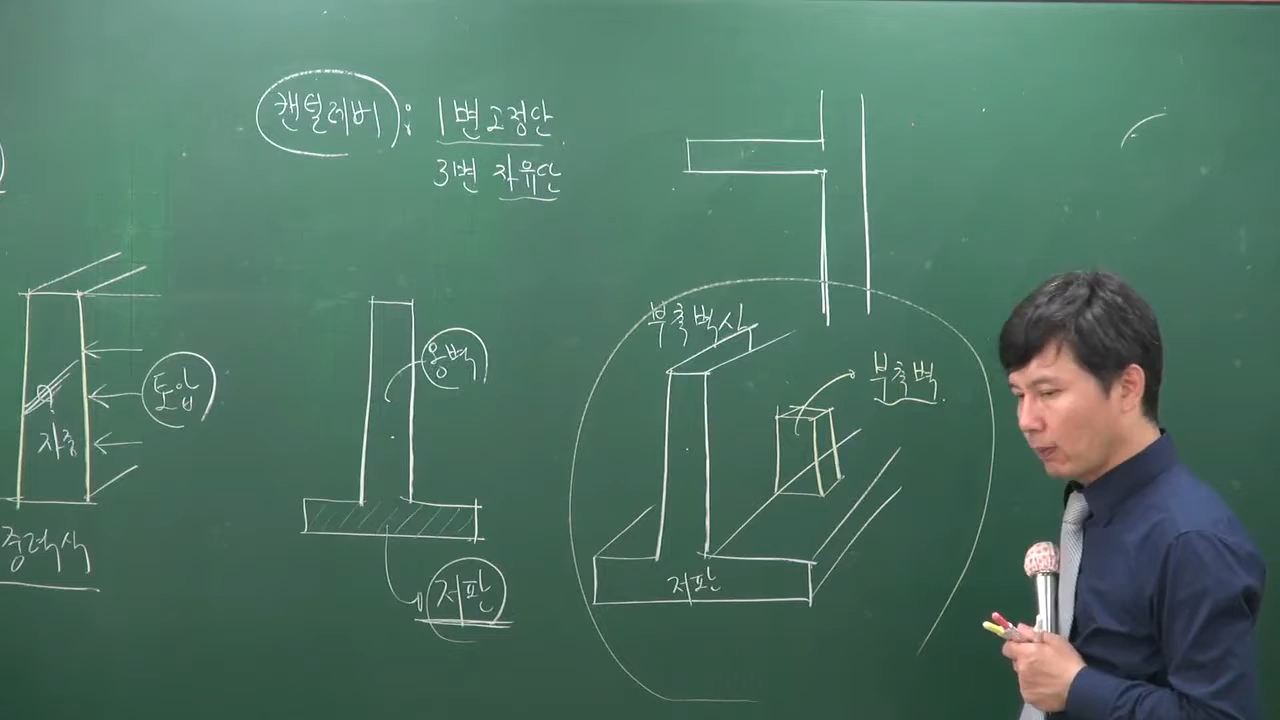 캔틸레버 : 1변 고정단
3변 자유단
부축벽식
부축벽
옹벽
토압
자중
중력식
저판
저판